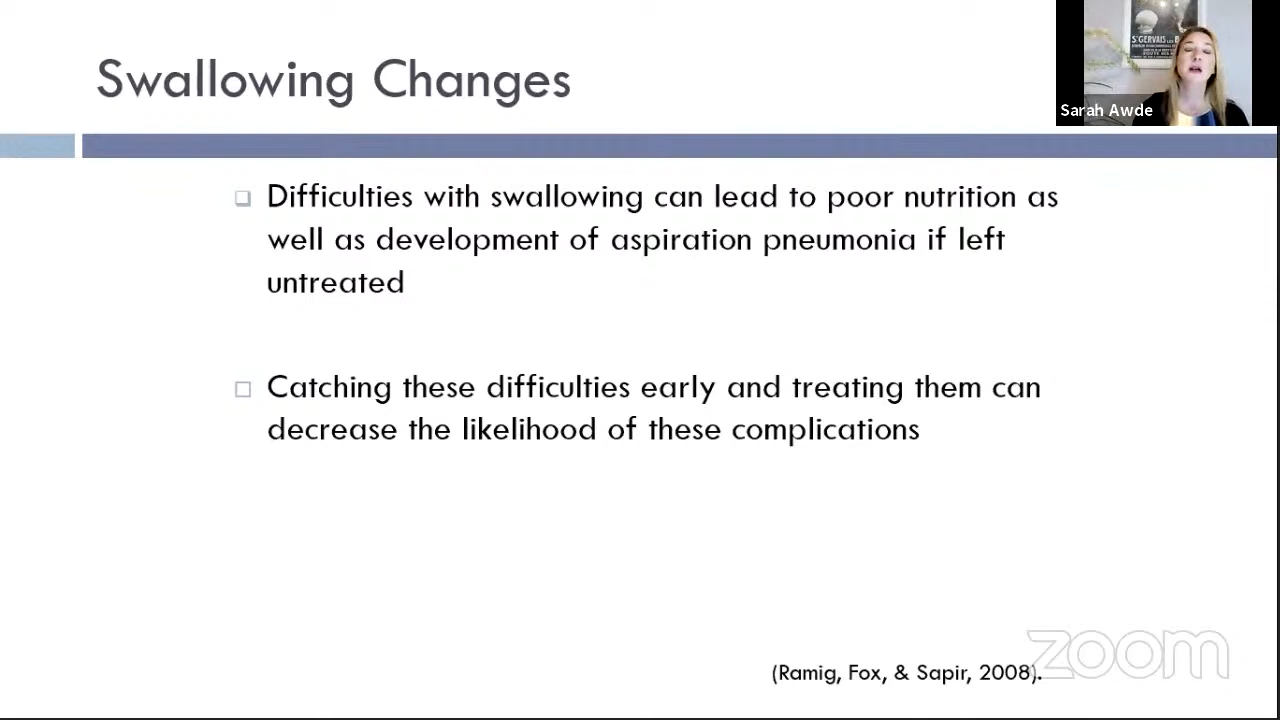 Swallowing Changes
S'GERVAIS
Sarah Awde
Difficulties with swallowing can lead to poor nutrition as
well as development of aspiration pneumonia if left
untreated
Catching these difficulties early and treating them can
decrease the likelihood of these complications
(Ramig, Fox, & Sapir, 2008).
zoom